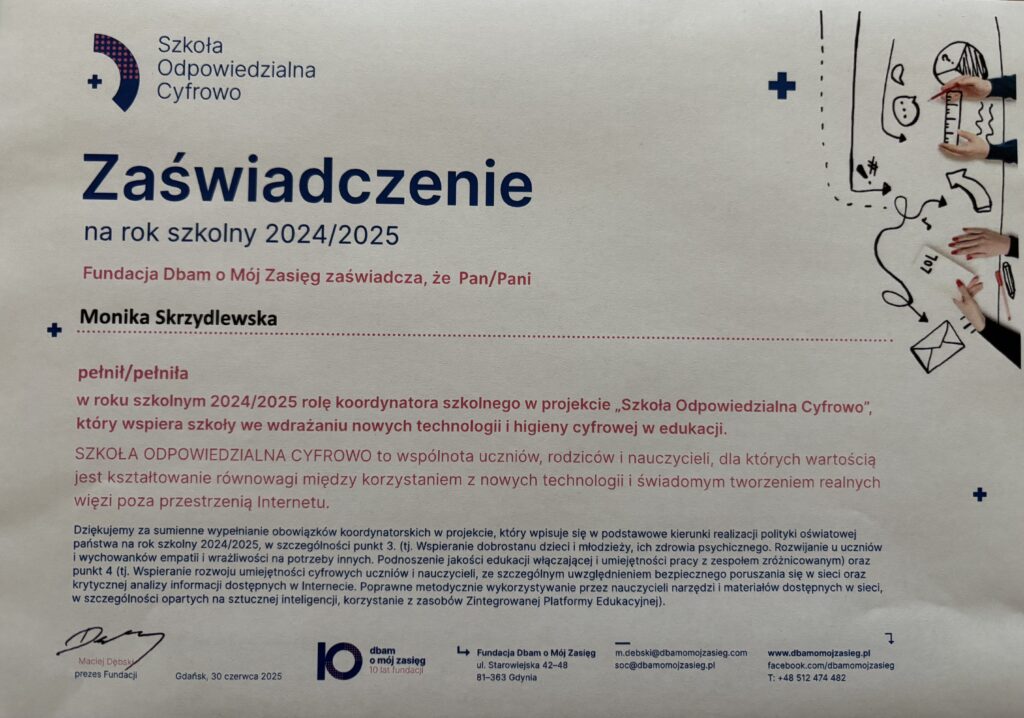 Szkoła
Odpowiedzialna
Cyfrowo
Zaświadczenie
na rok szkolny 2024/2025
Fundacja Dbam o Mój Zasięg zaświadcza, że Pan/Pani
Monika Skrzydlewska
pełnił/pełniła
w roku szkolnym 2024/2025 rolę koordynatora szkolnego w projekcie „Szkoła Odpowiedzialna Cyfrowo”,
który wspiera szkoły we wdrażaniu nowych technologii i higieny cyfrowej w edukacji.
SZKOŁA ODPOWIEDZIALNA CYFROWO to wspólnota uczniów, rodziców i nauczycieli, dla których wartością
jest kształtowanie równowagi między korzystaniem z nowych technologii i świadomym tworzeniem realnych
więzi poza przestrzenią Internetu.
Dziękujemy za sumienne wypełnianie obowiązków koordynatorskich w projekcie, który wpisuje się w podstawowe kierunki realizacji polityki oświatowej
państwa na rok szkolny 2024/2025, w szczególności punkt 3. (tj. Wspieranie dobrostanu dzieci i młodzieży, ich zdrowia psychicznego. Rozwijanie u uczniów
i wychowanków empatii i wrażliwości na potrzeby innych. Podnoszenie jakości edukacji włączającej i umiejętności pracy z zespołem zróżnicowanym) oraz
punkt 4 (tj. Wspieranie rozwoju umiejętności cyfrowych uczniów i nauczycieli, ze szczególnym uwzględnieniem bezpiecznego poruszania się w sieci oraz
krytycznej analizy informacji dostępnych w Internecie. Poprawne metodycznie wykorzystywanie przez nauczycieli narzędzi i materiałów dostępnych w sieci,
w szczególności opartych na sztucznej inteligencji, korzystanie z zasobów Zintegrowanej Platformy Edukacyjnej).
Maciej Dębski
prezes Fundacji
Gdańsk, 30 czerwca 2025
10
dbam
o mój zasięg
10 lat fundacji
Fundacja Dbam o Mój Zasięg
ul. Starowiejska 42–48
81–363 Gdynia
m.debski@dbamomojzasieg.com
soc@dbamomojzasieg.pl
www.dbamomojzasieg.pl
facebook.com/dbamomojzasieg
T: +48 512 474 482
LOL